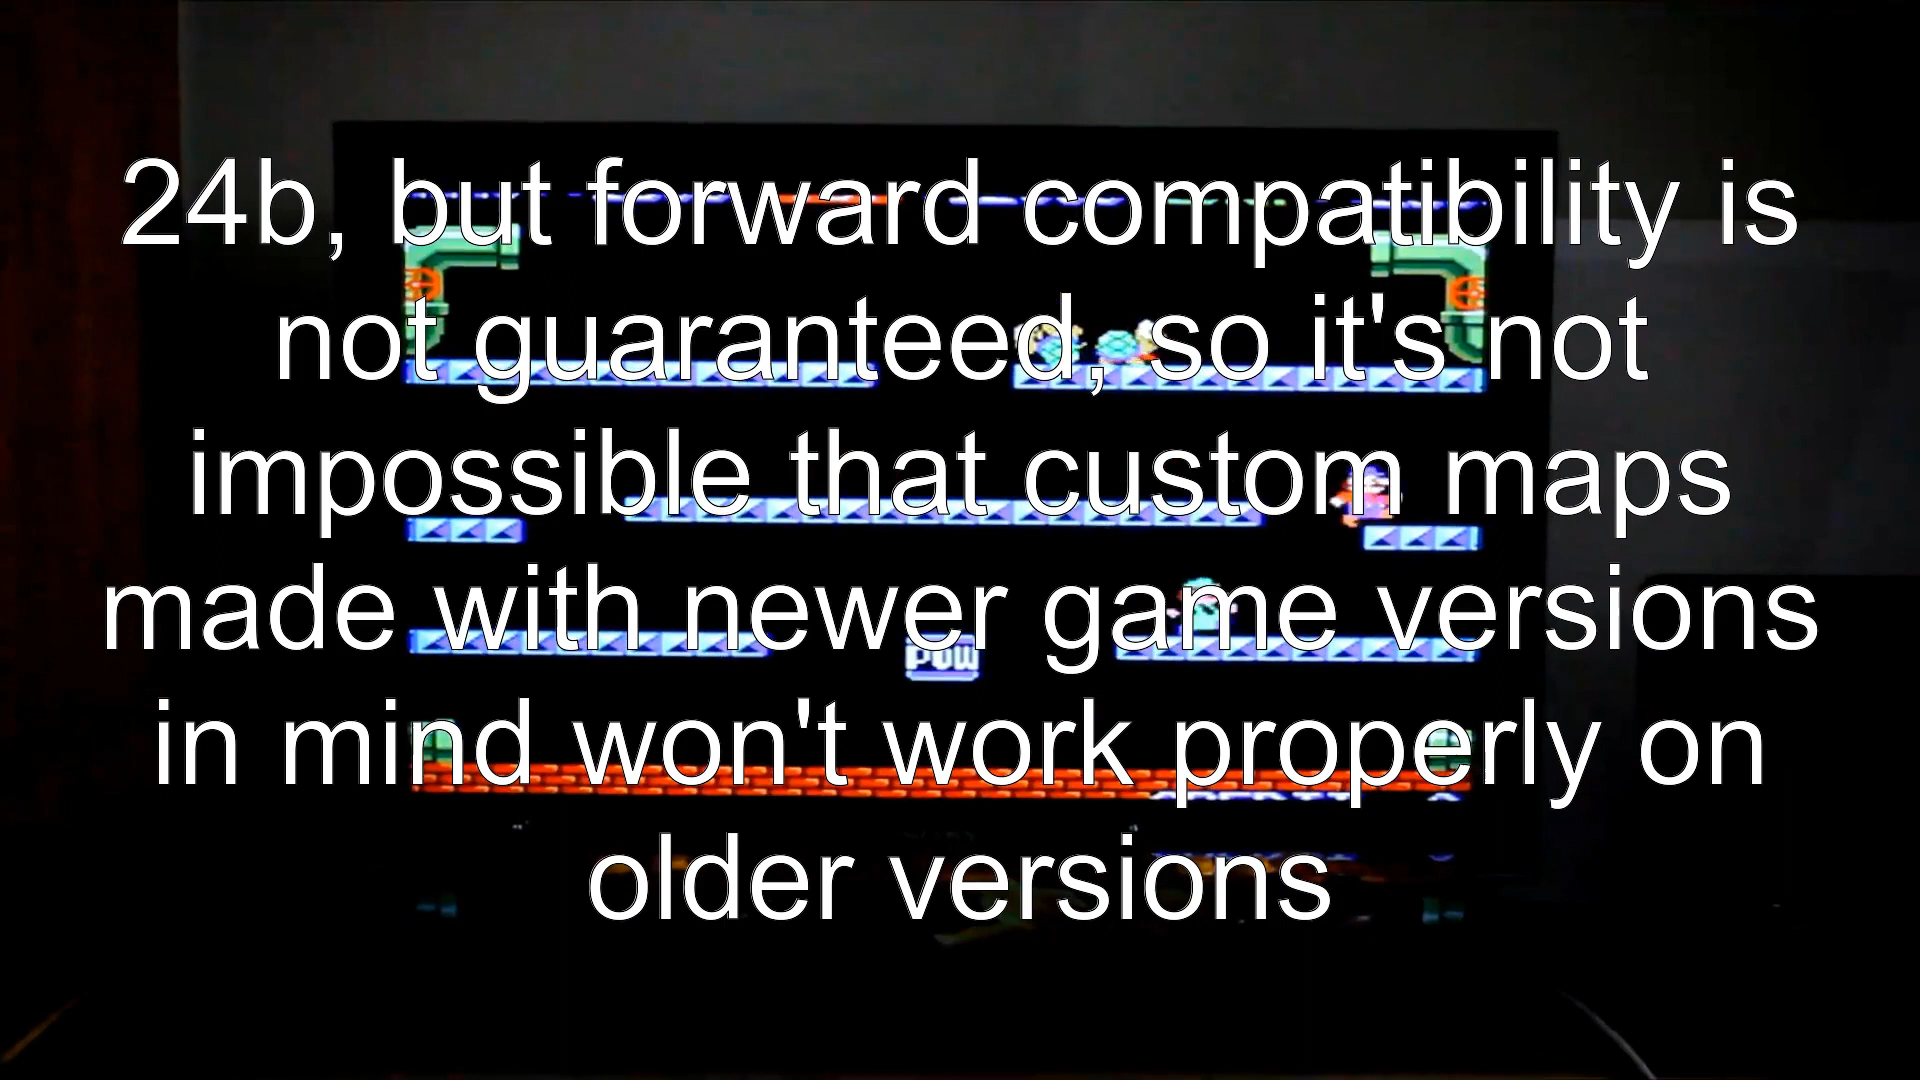 24b, but forward compatibility is
not guaranteed, so it's not
impossible that custom maps
made with newer game versions
in mind won't work properly on
older versions
POW